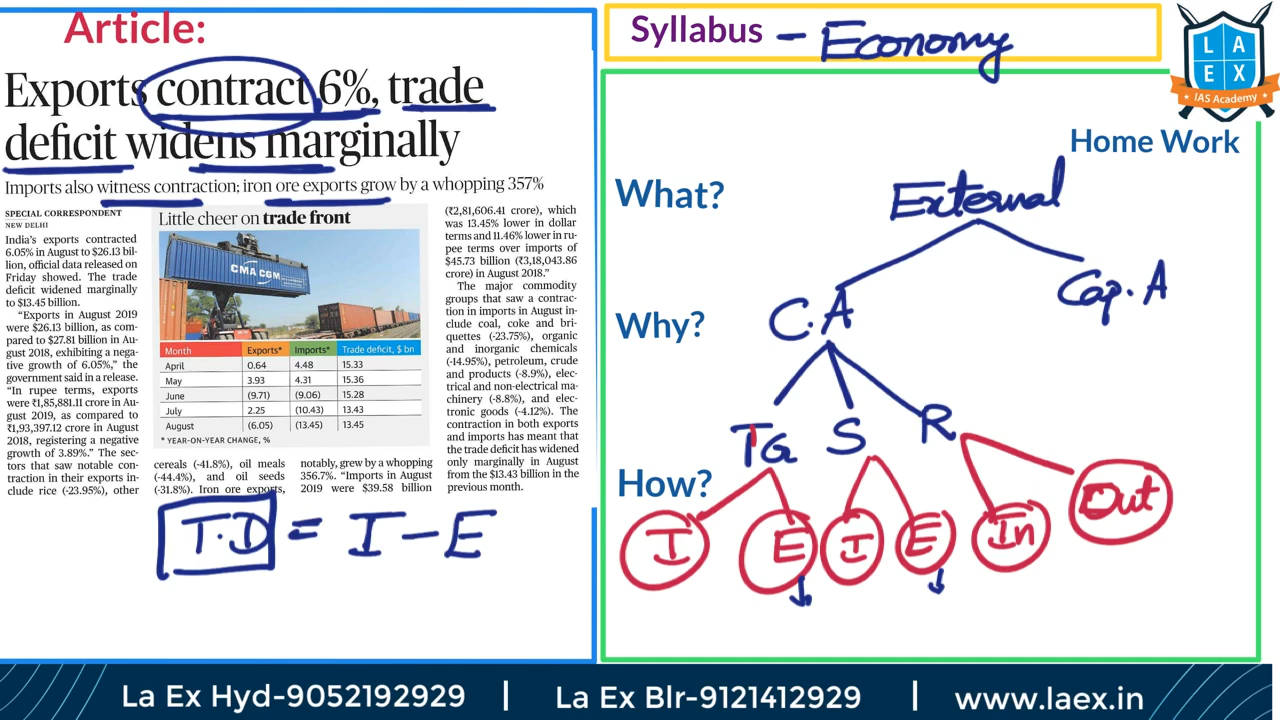 Article:
Exports contract 6%, trade
deficit widens marginally
Imports also witness contraction; iron ore exports grow by a whopping 357%
SPECIAL CORRESPONDENT
NEW DELHI
India's exports contracted
6.05% in August to $26.13 bil-
lion, official data released on
Friday showed. The trade
deficit widened marginally
to $13.45 billion.
“Exports in August 2019
were $26.13 billion, as com-
pared to $27.81 billion in Au-
gust 2018, exhibiting a nega-
tive growth of 6.05%,” the
government said in a release.
“In rupee terms, exports
were ₹1,85,881.11 crore in Au-
gust 2019, as compared to
₹1,93,397.12 crore in August
2018, registering a negative
growth of 3.89%.” The sec-
tors that saw notable con-
traction in their exports in-
clude rice (-23.95%), other
Little cheer on trade front
CMA CGM
Month Exports* Imports* Trade deficit, $ bn
April 0.64 4.48 15.33
May 3.93 4.31 15.36
June (9.71) (9.06) 15.28
July 2.25 (10.43) 13.43
August (6.05) (13.45) 13.45
* YEAR-ON-YEAR CHANGE, %
cereals (-41.8%), oil meals
(-44.4%), and oil seeds
(-31.8%). Iron ore exports,
notably, grew by a whopping
356.7%. “Imports in August
2019 were $39.58 billion
(₹2,81,606.41 crore), which
was 13.45% lower in dollar
terms and 11.46% lower in ru-
pee terms over imports of
$45.73 billion (₹3,18,043.86
crore) in August 2018.”
The major commodity
groups that saw a contrac-
tion in imports in August in-
clude coal, coke and bri-
quettes (-23.75%), organic
and inorganic chemicals
(-14.95%), petroleum, crude
and products (-8.9%), elec-
trical and non-electrical ma-
chinery (-8.8%), and elec-
tronic goods (-4.12%). The
contraction in both exports
and imports has meant that
the trade deficit has widened
only marginally in August
from the $13.43 billion in the
previous month.
T.D = I - E
Syllabus - Economy
LAEX
IAS Academy
Home Work
What?
External
C.A Cap. A
Why?
TG S R
How?
I E I E In Out
La Ex Hyd-9052192929 | La Ex Blr-9121412929 | www.laex.in